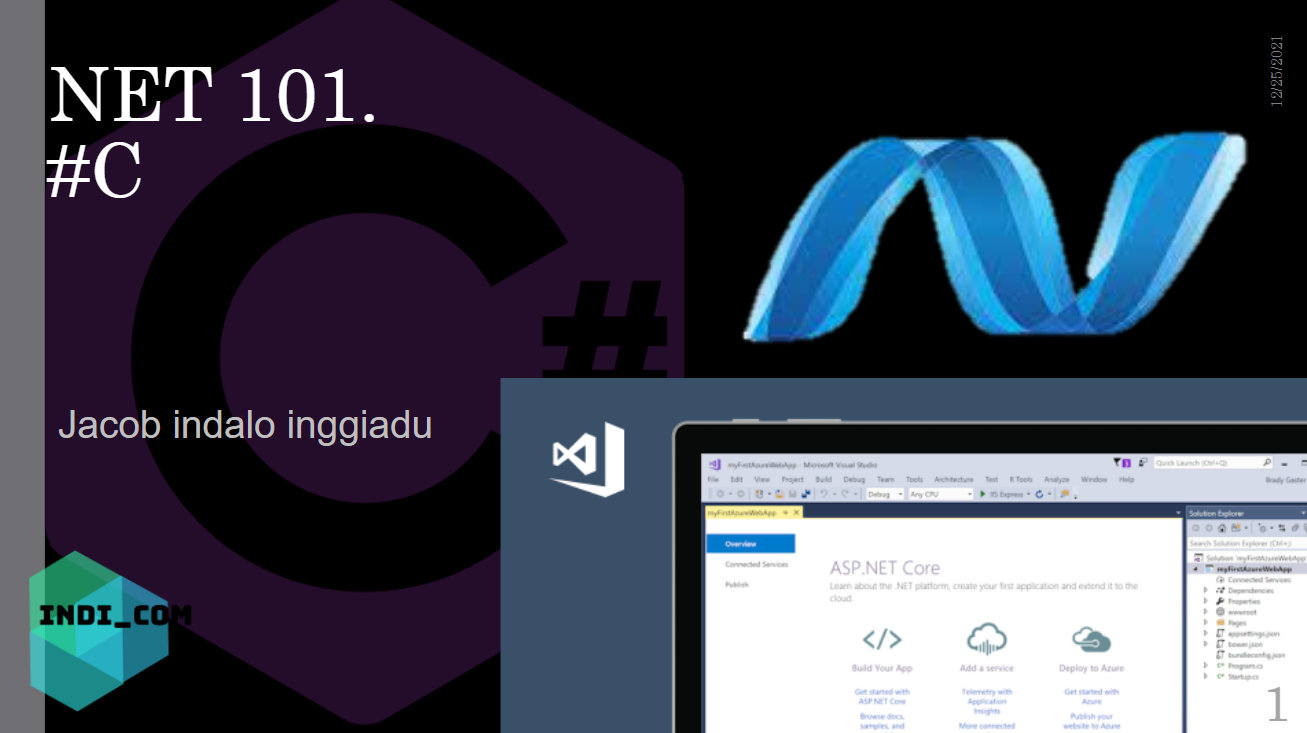 NET 101.
#C
12/25/2021
Jacob indalo inggiadu
INDI_COM
myFirstAzureWebApp - Microsoft Visual Studio
Quick Launch (Ctrl+Q)
File Edit View Project Build Debug Team Tools Architecture Test R Tools Analyze Window Help
Brady Gaster
Debug Any CPU IIS Express
myFirstAzureWebApp
Overview
Connected Services
Publish
ASP.NET Core
Learn about the .NET platform, create your first application and extend it to the
cloud.
Build Your App
Get started with
ASP.NET Core
Browse docs,
samples, and
Add a service
Telemetry with
Application
Insights
More connected
Deploy to Azure
Get started with
Azure
Publish your
website to Azure
Solution Explorer
Search Solution Explorer (Ctrl+;)
Solution 'myFirstAzureWebApp'
myFirstAzureWebApp
Connected Services
Dependencies
Properties
wwwroot
Pages
appsettings.json
bower.json
bundleconfig.json
Program.cs
Startup.cs
1